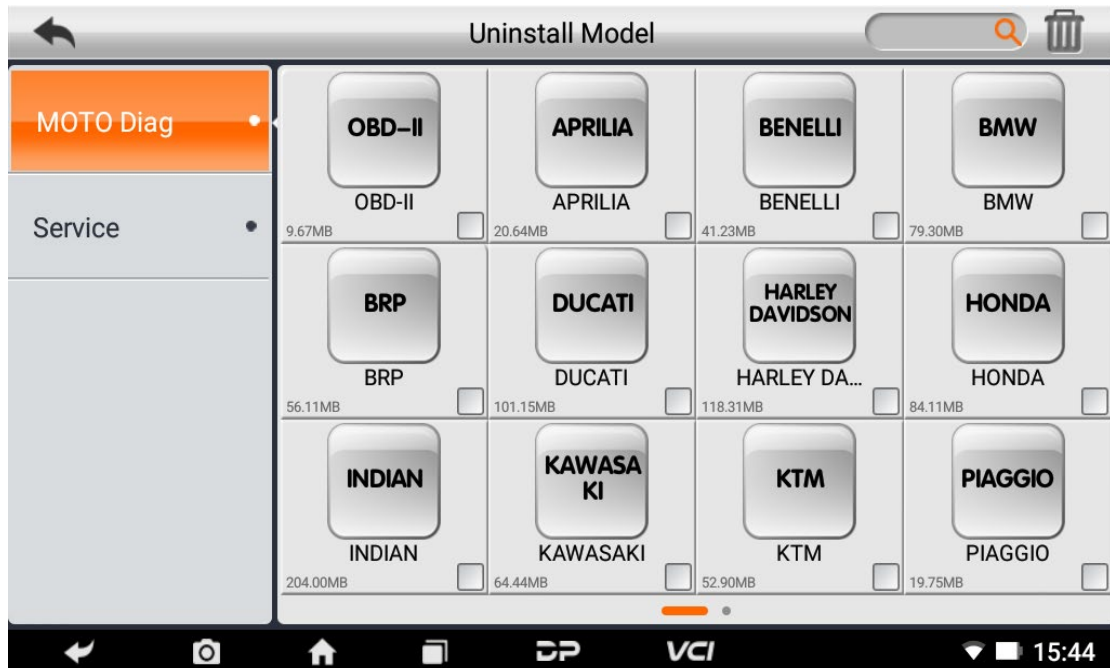 Uninstall Model
MOTO Diag
Service
OBD-II
OBD-II
9.67MB
APRILIA
APRILIA
20.64MB
BENELLI
BENELLI
41.23MB
BMW
BMW
79.30MB
BRP
BRP
56.11MB
DUCATI
DUCATI
101.15MB
HARLEY
DAVIDSON
HARLEY DA...
118.31MB
HONDA
HONDA
84.11MB
INDIAN
INDIAN
204.00MB
KAWASA
KI
KAWASAKI
64.44MB
KTM
KTM
52.90MB
PIAGGIO
PIAGGIO
19.75MB
DP
VCI
15:44